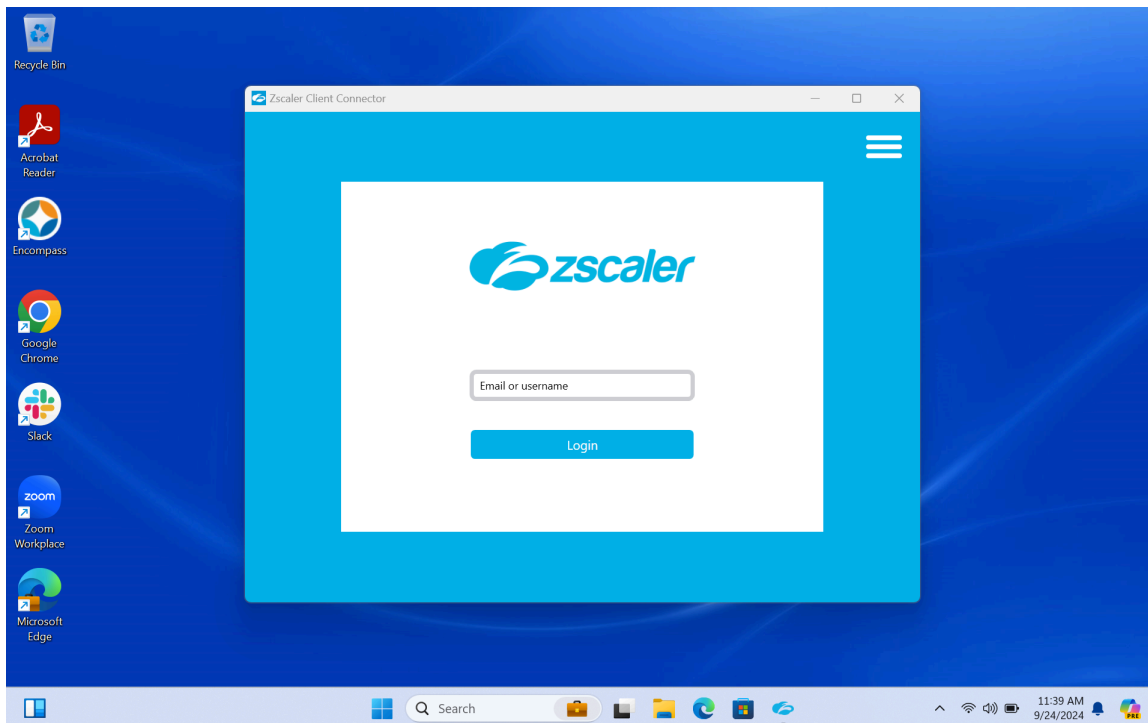 Recycle Bin
Acrobat
Reader
Encompass
Google
Chrome
Slack
zoom
Zoom
Workplace
Microsoft
Edge
Zscaler Client Connector
zscaler
Email or username
Login
Search
11:39 AM
9/24/2024
PRE